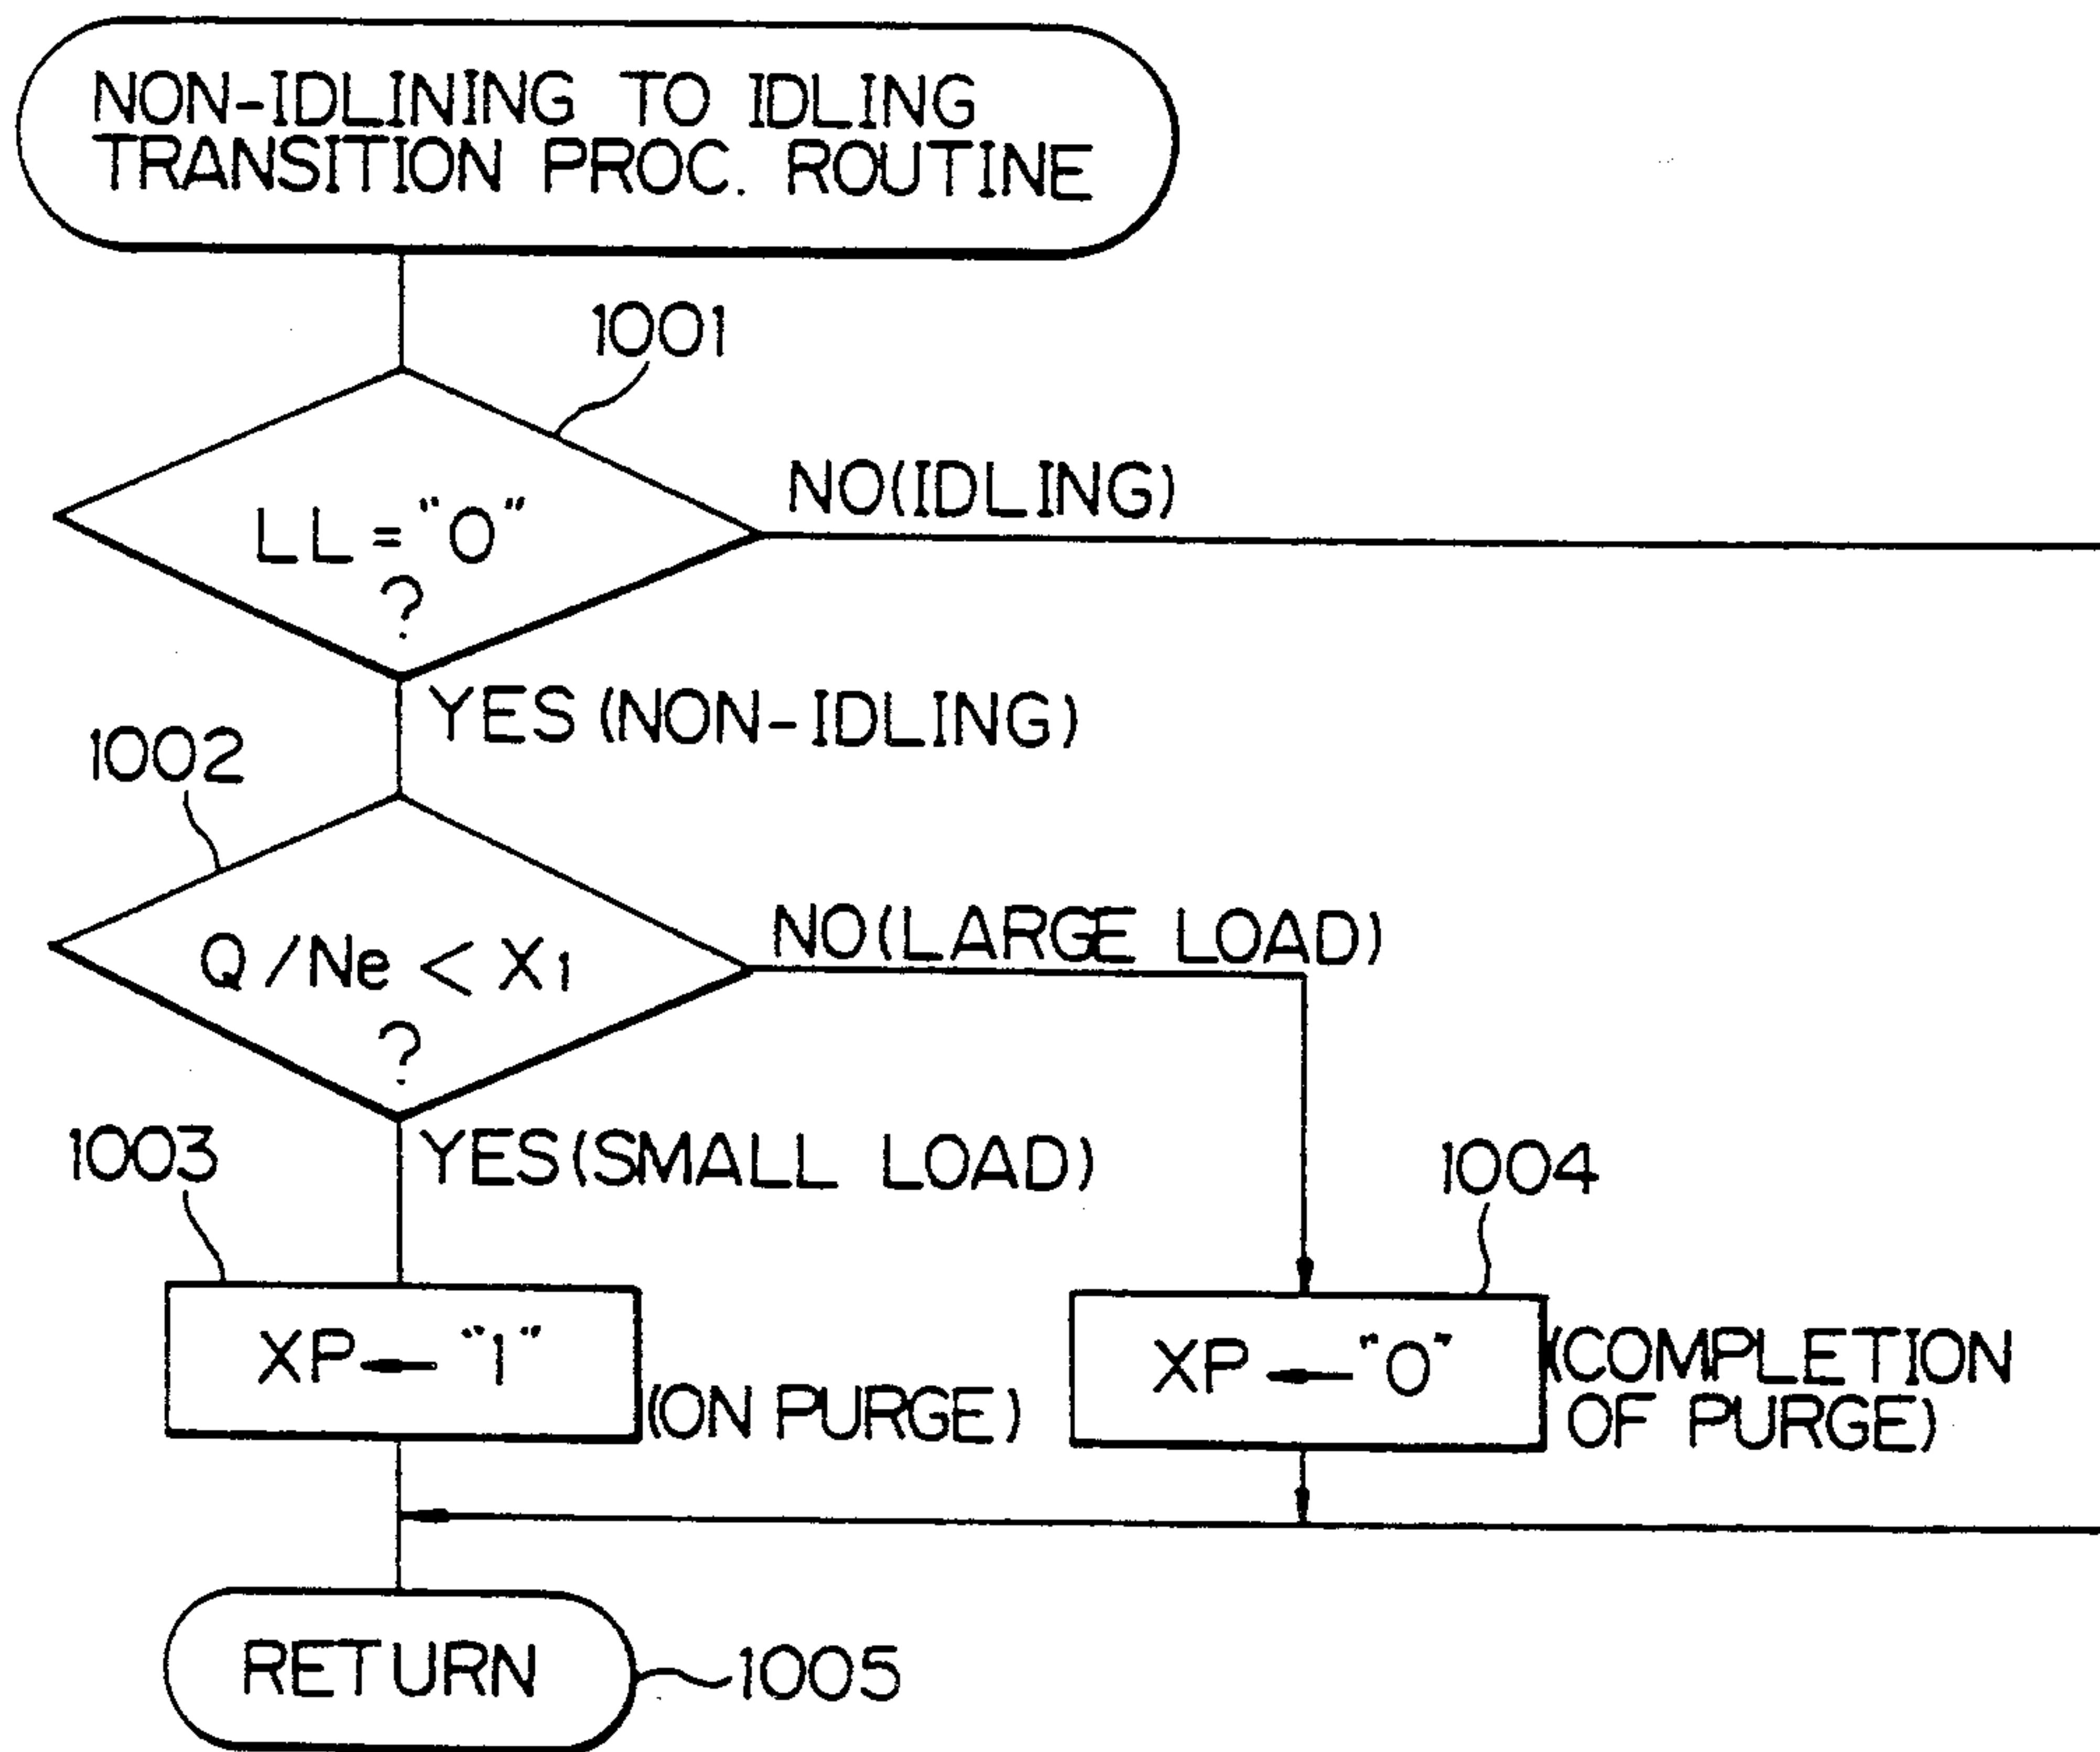 NON-IDLINING TO IDLING
TRANSITION PROC. ROUTINE
1001
LL = "0"
?
NO(IDLING)
YES(NON-IDLING)
1002
Q/Ne < X1
?
NO(LARGE LOAD)
YES(SMALL LOAD)
1003
XP ← "1"
(ON PURGE)
1004
XP ← "0"
(COMPLETION
OF PURGE)
RETURN
1005